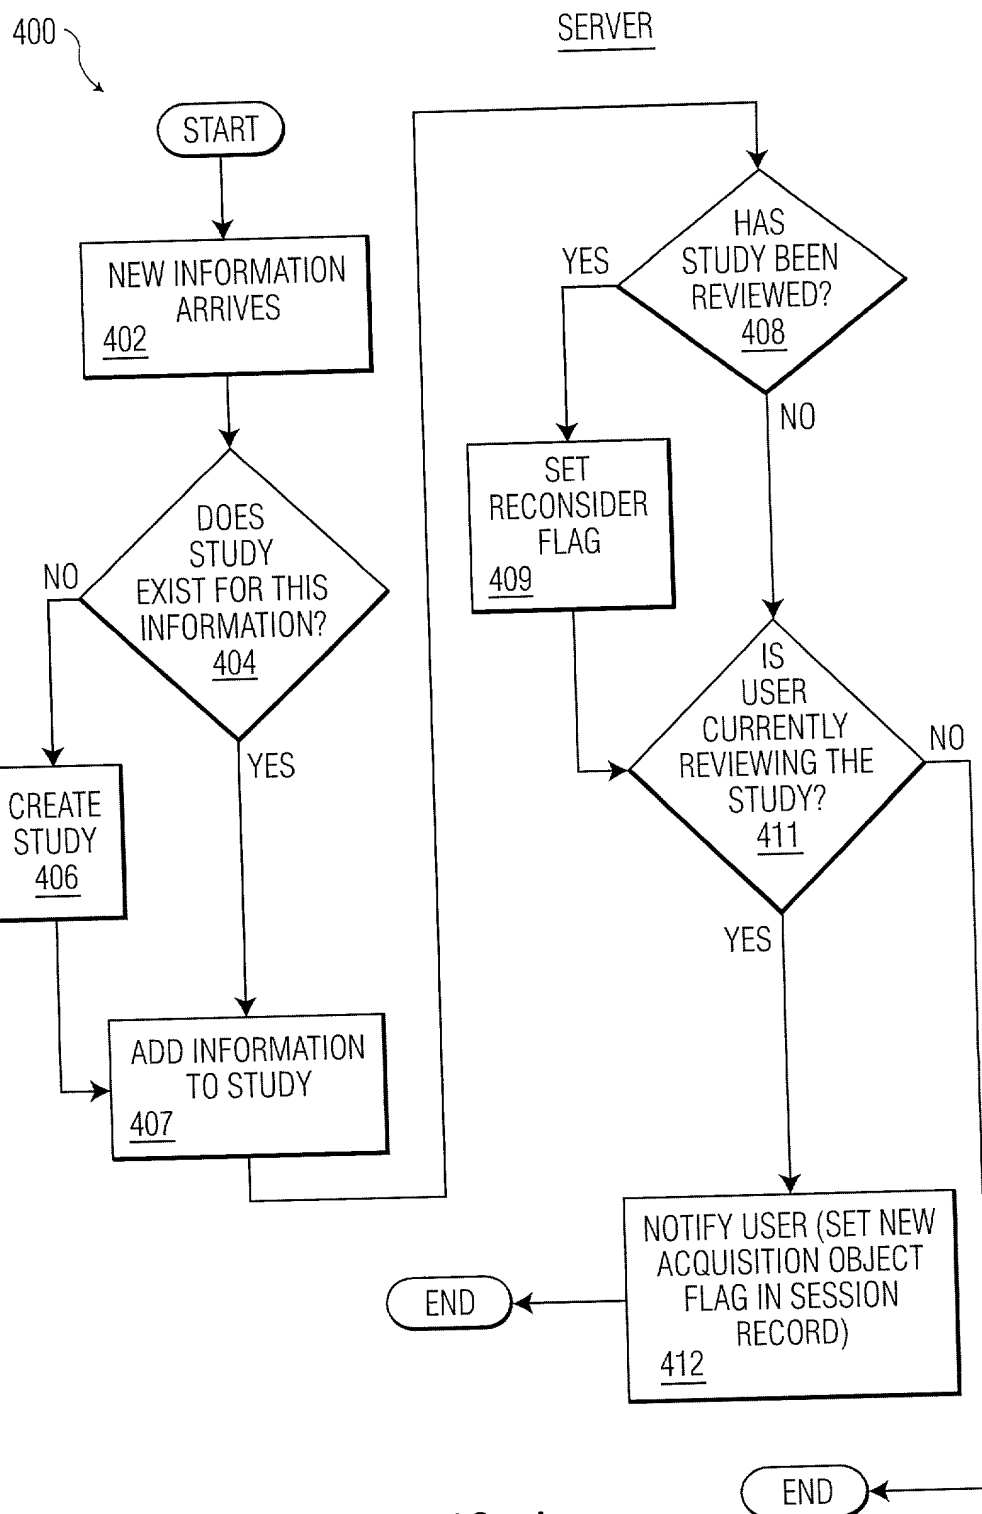 400
SERVER
START
NEW INFORMATION
ARRIVES
402
DOES
STUDY
EXIST FOR THIS
INFORMATION?
404
NO
YES
CREATE
STUDY
406
ADD INFORMATION
TO STUDY
407
HAS
STUDY BEEN
REVIEWED?
408
YES
NO
SET
RECONSIDER
FLAG
409
IS
USER
CURRENTLY
REVIEWING THE
STUDY?
411
NO
YES
NOTIFY USER (SET NEW
ACQUISITION OBJECT
FLAG IN SESSION
RECORD)
412
END
END